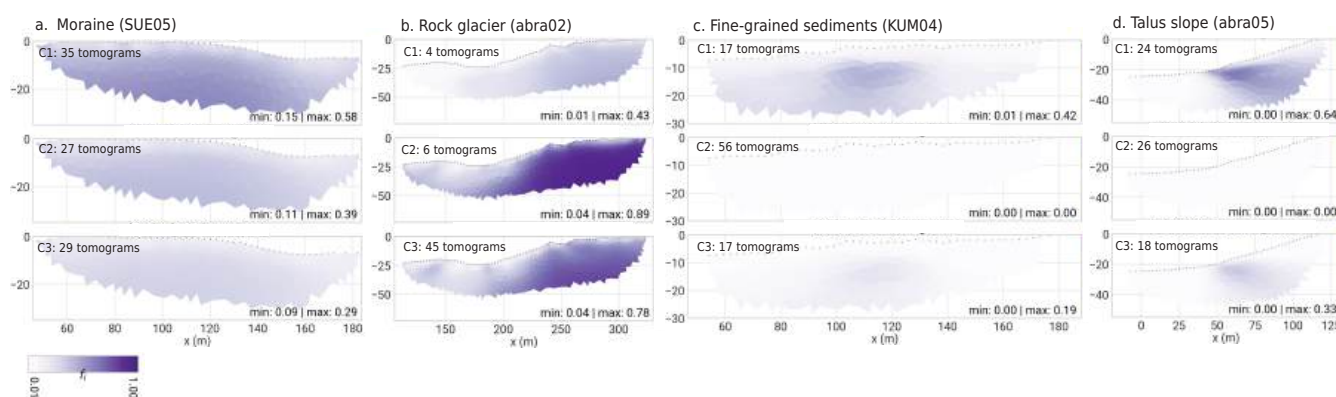 a. Moraine (SUE05)
C1: 35 tomograms
0
−20
min: 0.15 | max: 0.58
C2: 27 tomograms
0
−20
min: 0.11 | max: 0.39
C3: 29 tomograms
0
−20
min: 0.09 | max: 0.29
60 80 100 120 140 160 180
x (m)
b. Rock glacier (abra02)
C1: 4 tomograms
0
−50
min: 0.01 | max: 0.43
C2: 6 tomograms
0
−25
−50
min: 0.04 | max: 0.89
C3: 45 tomograms
0
−25
−50
min: 0.04 | max: 0.78
150 200 250 300
x (m)
c. Fine-grained sediments (KUM04)
C1: 17 tomograms
0
−10
−20
−30
min: 0.01 | max: 0.42
C2: 56 tomograms
0
−10
−20
−30
min: 0.00 | max: 0.00
C3: 17 tomograms
0
−10
−20
−30
min: 0.00 | max: 0.19
60 80 100 120 140 160 180
x (m)
d. Talus slope (abra05)
C1: 24 tomograms
0
−20
−40
min: 0.00 | max: 0.64
C2: 26 tomograms
0
−20
−40
min: 0.00 | max: 0.00
C3: 18 tomograms
0
−20
−40
min: 0.00 | max: 0.33
0 25 50 75 100
x (m)
0.01 fi 1.00